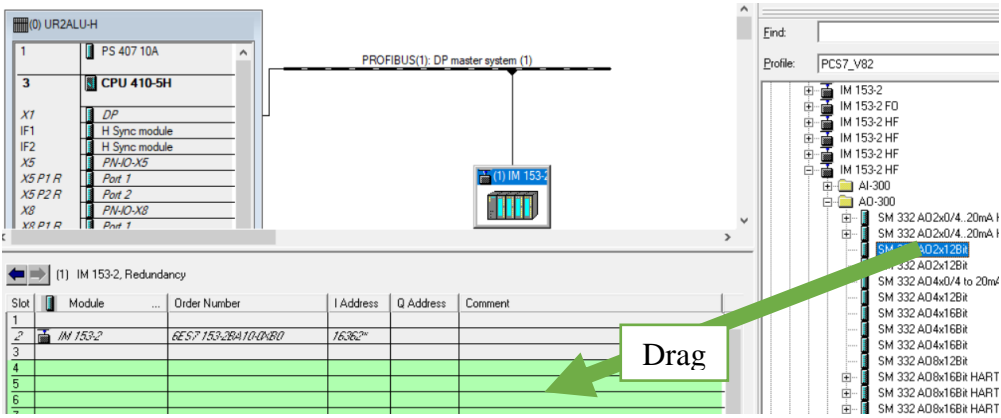 (0) UR2ALU-H
1 PS 407 10A
3 CPU 410-5H
X1 DP
IF1 H Sync module
IF2 H Sync module
X5 PN-IO-X5
X5 P1 R Port 1
X5 P2 R Port 2
X8 PN-IO-X8
X8 P1 R Port 1
PROFIBUS(1): DP master system (1)
(1) IM 153-2
Find:
Profile: PCS7_V82
IM 153-2
IM 153-2 FO
IM 153-2 HF
IM 153-2 HF
IM 153-2 HF
IM 153-2 HF
AI-300
AO-300
SM 332 AO2x0/4..20mA H
SM 332 AO2x0/4..20mA H
SM 332 AO2x12Bit
SM 332 AO2x12Bit
SM 332 AO4x0/4 to 20mA
SM 332 AO4x12Bit
SM 332 AO4x16Bit
SM 332 AO4x16Bit
SM 332 AO4x16Bit
SM 332 AO8x12Bit
SM 332 AO8x16Bit HART
SM 332 AO8x16Bit HART
SM 332 AO8x16Bit HART
(1) IM 153-2, Redundancy
Slot Module ... Order Number I Address Q Address Comment
1
2 IM 153-2 6ES7 153-2BA10-0XB0 16362*
3
4
5
6
7
Drag